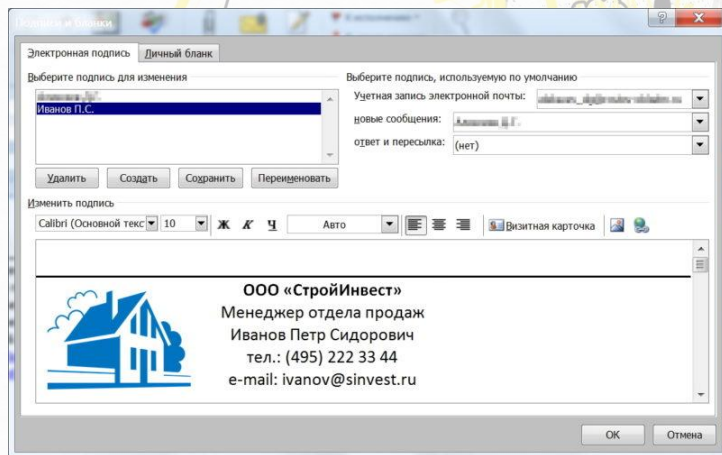 Подписи и бланки
Электронная подпись Личный бланк
Выберите подпись для изменения
Иванов П.С.
Удалить Создать Сохранить Переименовать
Выберите подпись, используемую по умолчанию
Учетная запись электронной почты:
новые сообщения:
ответ и пересылка: (нет)
Изменить подпись
Calibri (Основной текс 10 Ж К Ч Авто Визитная карточка
ООО «СтройИнвест»
Менеджер отдела продаж
Иванов Петр Сидорович
тел.: (495) 222 33 44
e-mail: ivanov@sinvest.ru
ОК Отмена